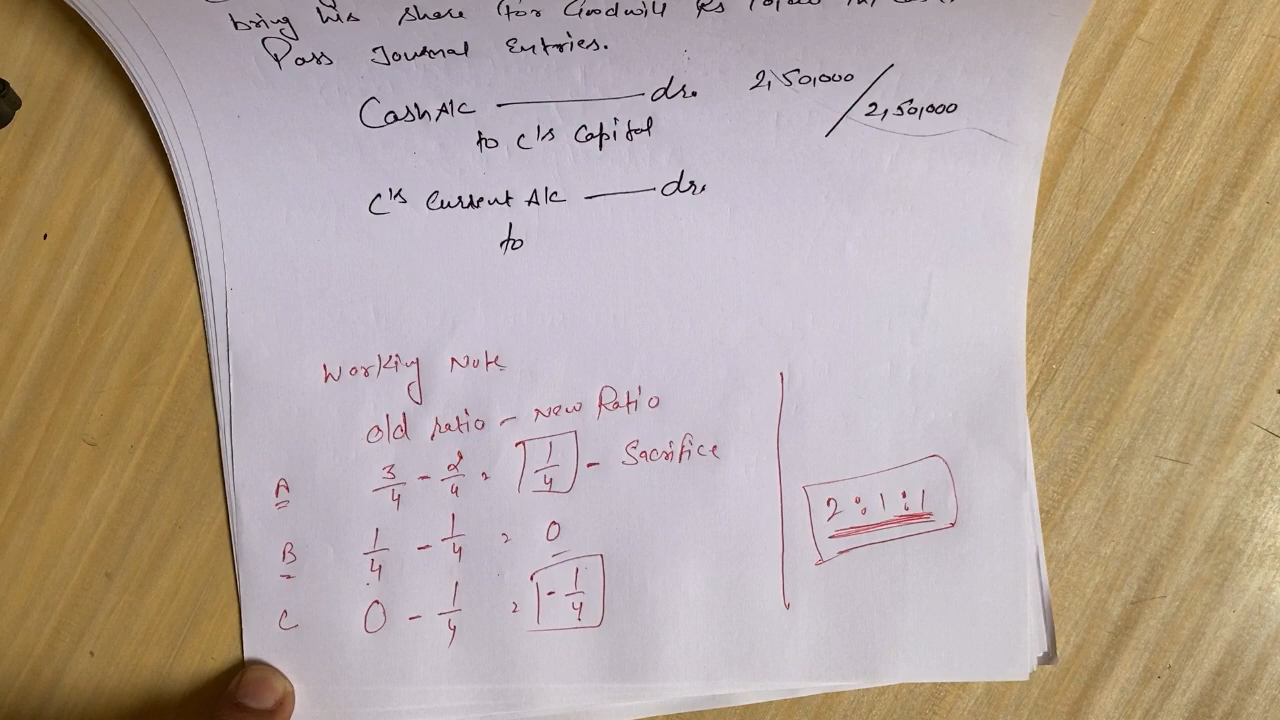 bring his share for Goodwill Rs
Pass Journal Entries.
Cash A/c ——— dr. 2,50,000
to C's Capital 2,50,000
C's Current A/c ——— dr.
to
Working Note
Old ratio - New Ratio
A 3/4 - 2/4 = 1/4 - Sacrifice
2:1:1
B 1/4 - 1/4 = 0
C 0 - 1/4 = - 1/4